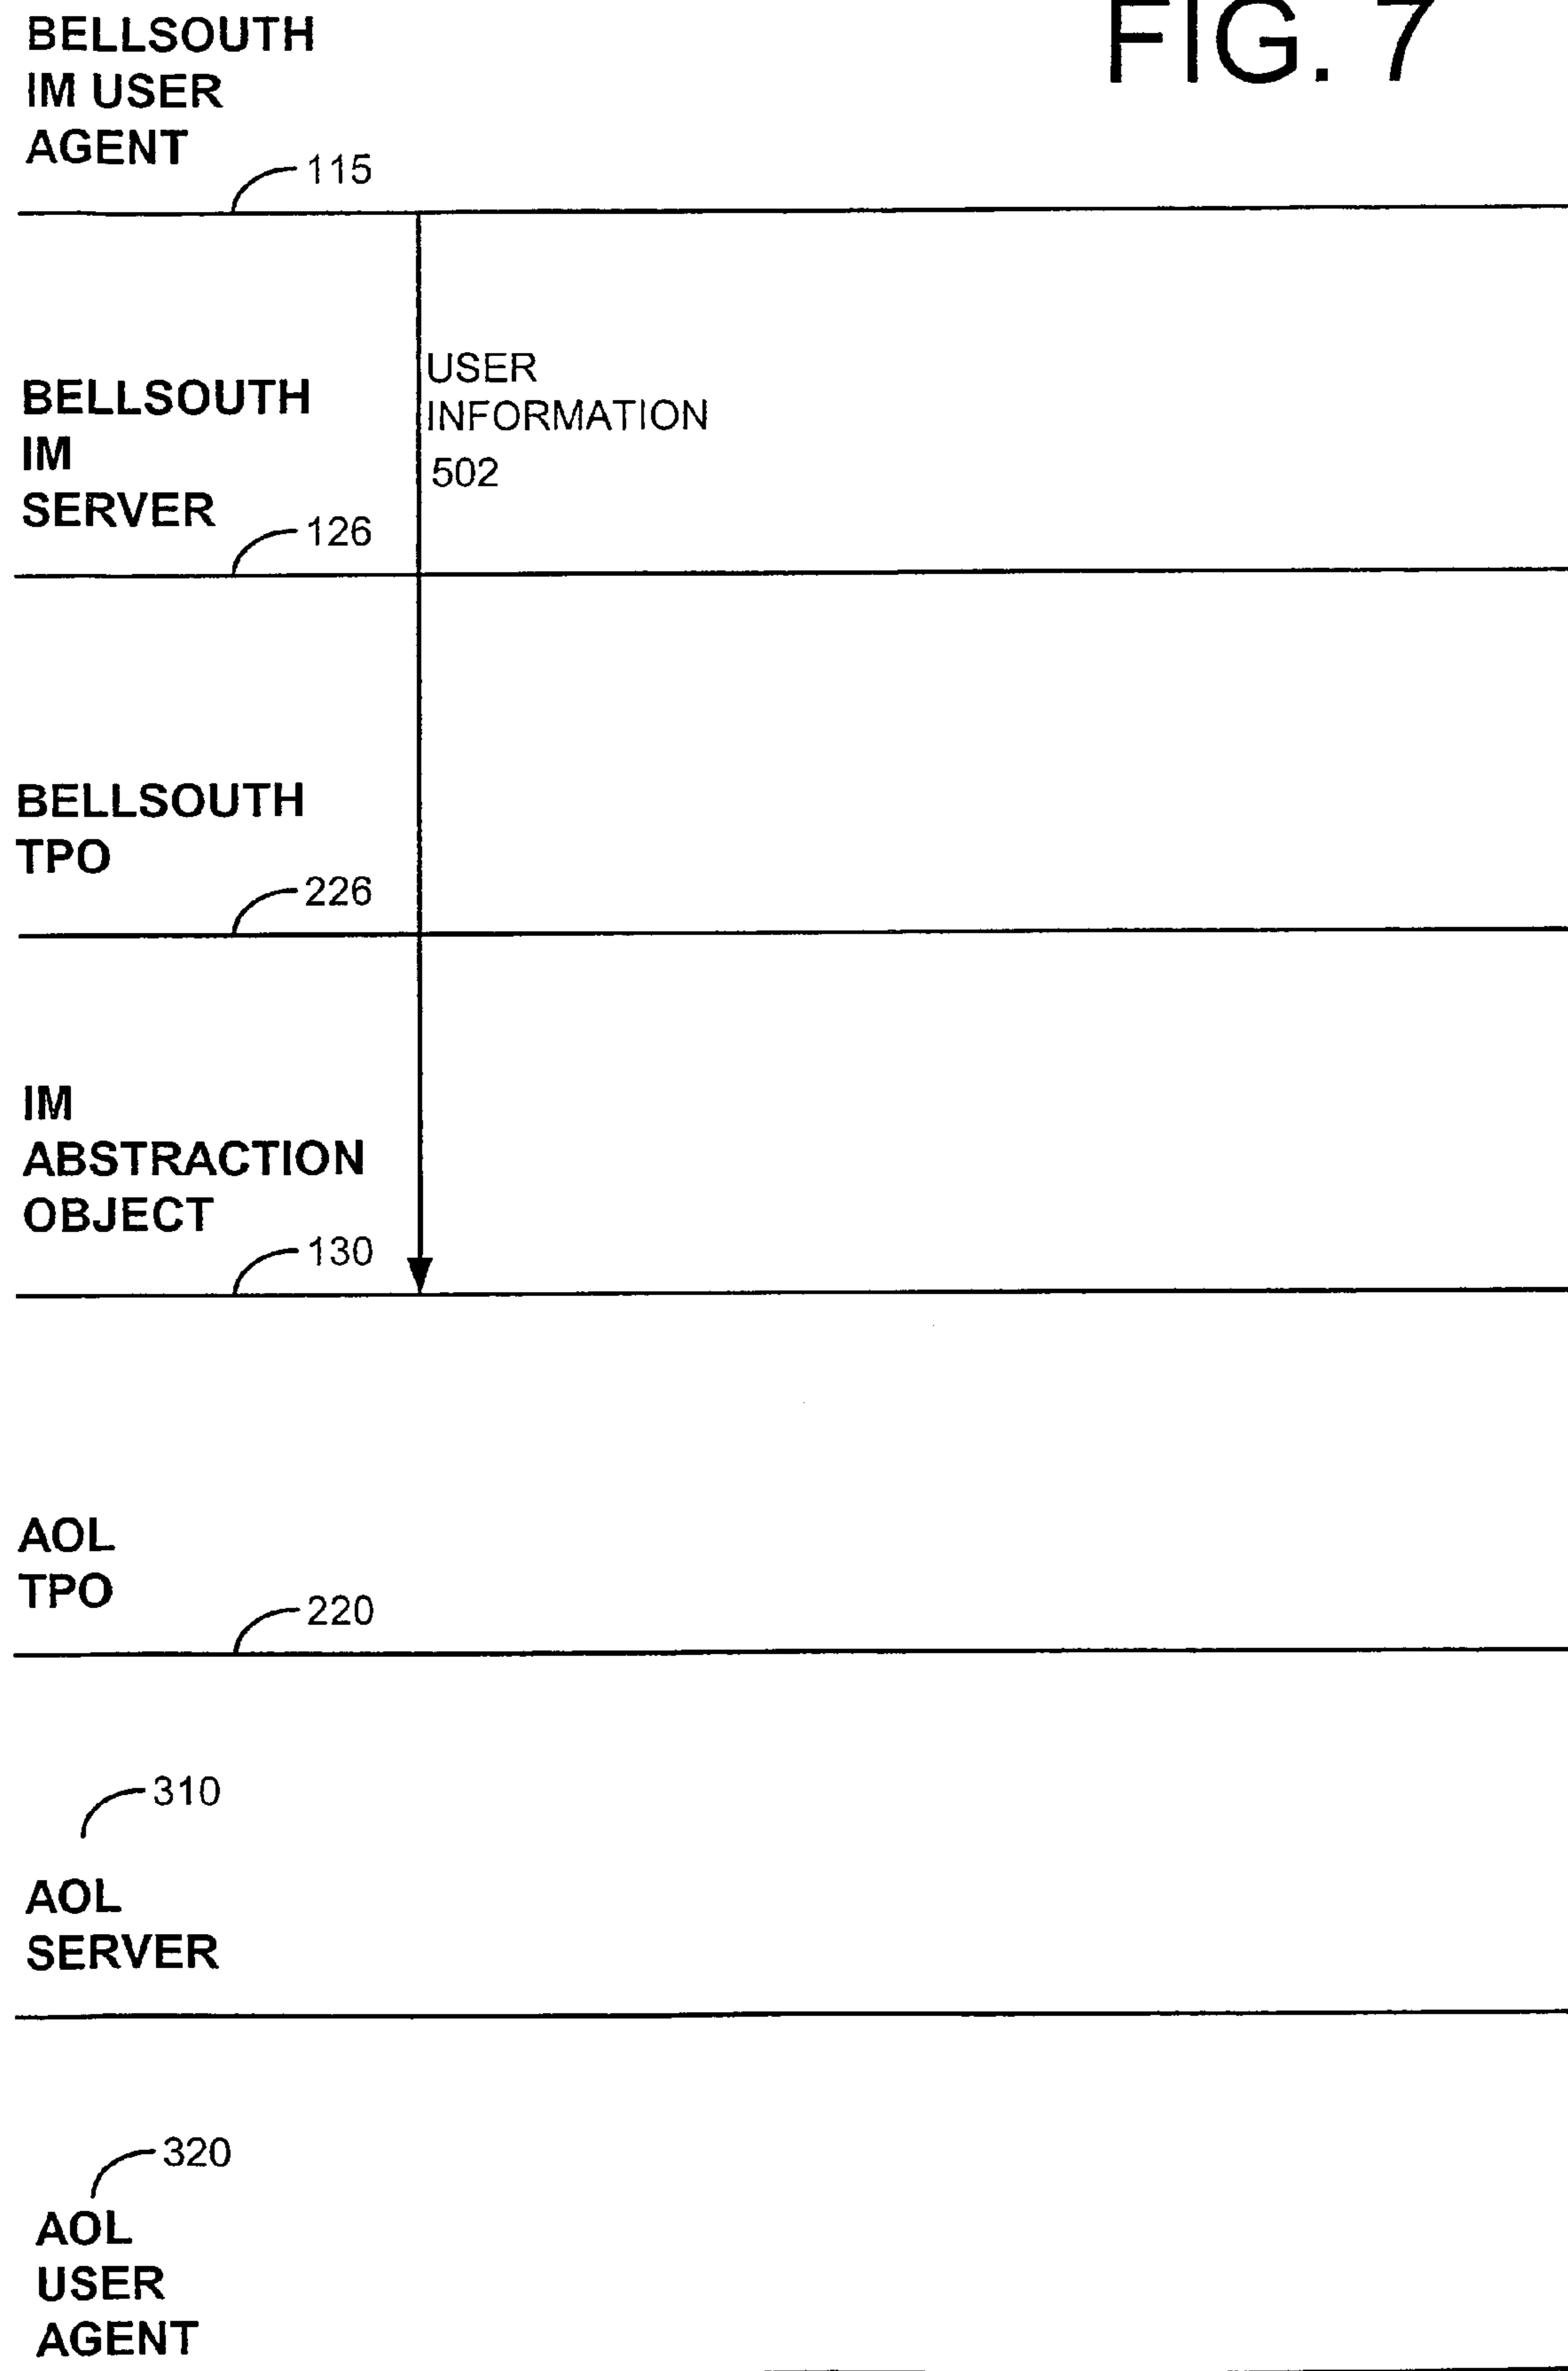 FIG. 7
BELLSOUTH
IM USER
AGENT
115
USER
INFORMATION
502
BELLSOUTH
IM
SERVER
126
BELLSOUTH
TPO
226
IM
ABSTRACTION
OBJECT
130
AOL
TPO
220
310
AOL
SERVER
320
AOL
USER
AGENT